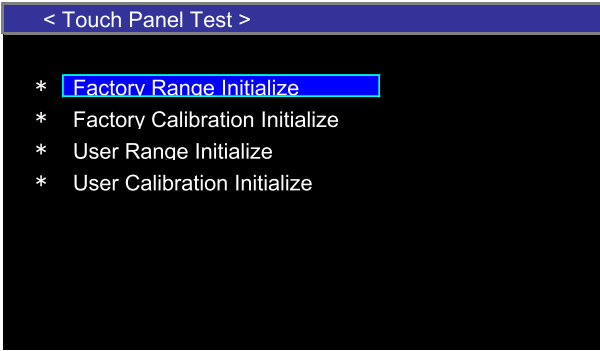 < Touch Panel Test >
* Factory Range Initialize
* Factory Calibration Initialize
* User Range Initialize
* User Calibration Initialize